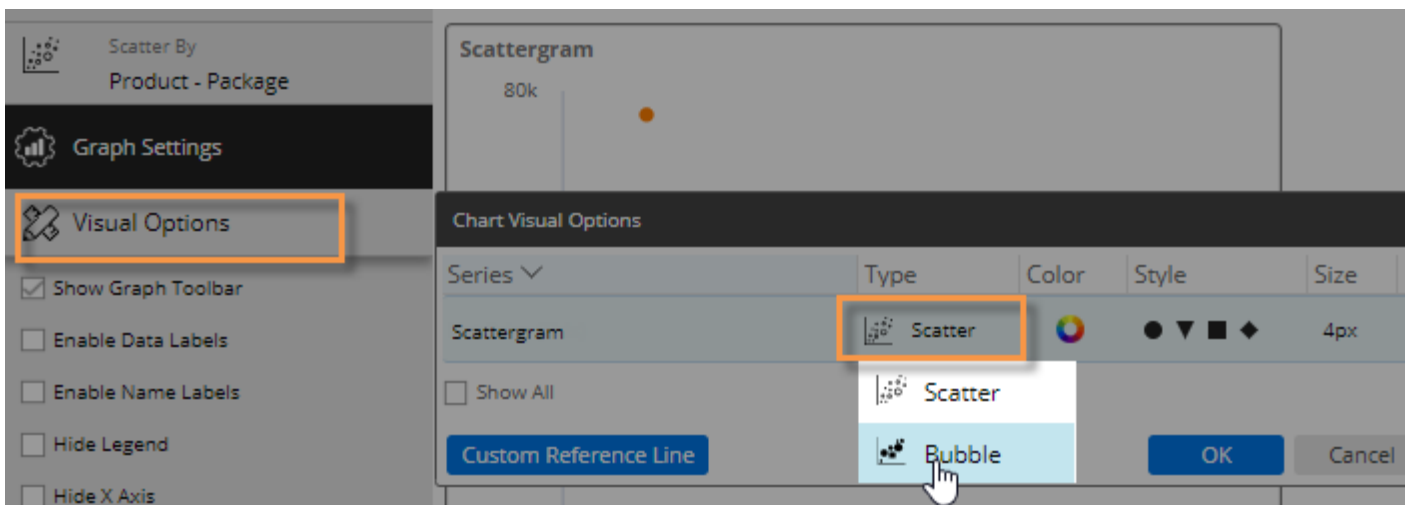 Scatter By
Product - Package
Graph Settings
Visual Options
Show Graph Toolbar
Enable Data Labels
Enable Name Labels
Hide Legend
Hide X Axis
Scattergram
80k
Chart Visual Options
Series Type Color Style Size
Scattergram Scatter 4px
Show All
Scatter
Bubble
Custom Reference Line OK Cancel